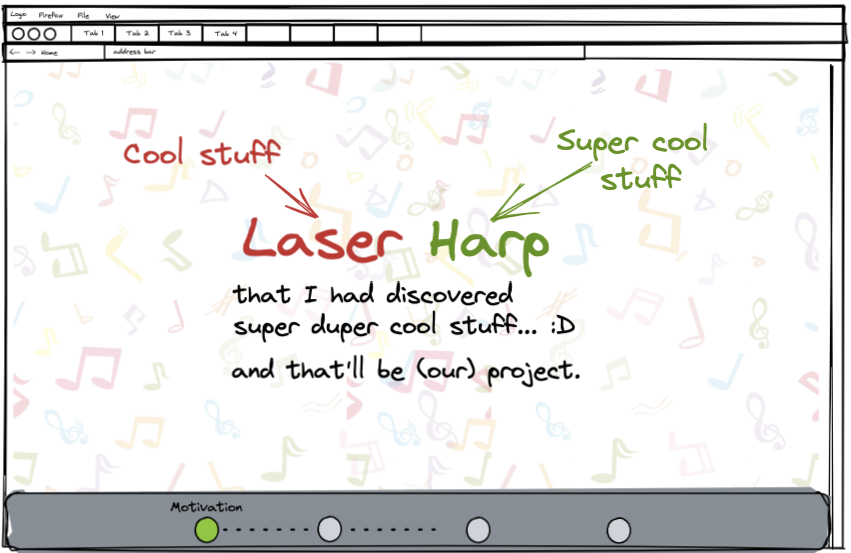 Logo Firefox File View
Tab 1 Tab 2 Tab 3 Tab 4
<-- --> Home address bar
Cool stuff
Super cool
stuff
Laser Harp
that I had discovered
super duper cool stuff... :D
and that'll be (our) project.
Motivation